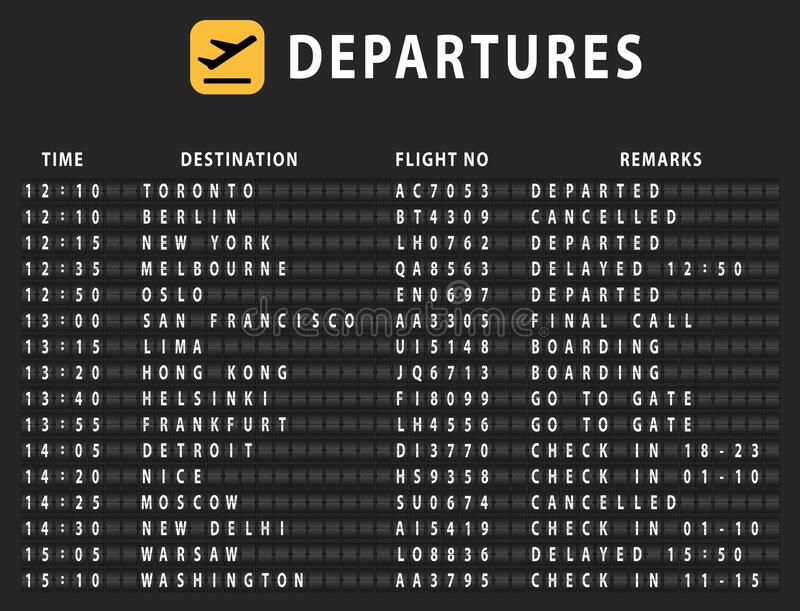 DEPARTURES
TIME DESTINATION FLIGHT NO REMARKS
12:10 TORONTO AC7053 DEPARTED
12:10 BERLIN BT4309 CANCELLED
12:15 NEW YORK LH0762 DEPARTED
12:35 MELBOURNE QA8563 DELAYED 12:50
12:50 OSLO EN0697 DEPARTED
13:00 SAN FRANCISCO AA3705 FINAL CALL
13:15 LIMA UI5148 BOARDING
13:20 HONG KONG JQ6713 BOARDING
13:40 HELSINKI FI8099 GO TO GATE
13:55 FRANKFURT LH4556 GO TO GATE
14:05 DETROIT DI3770 CHECK IN 18-23
14:20 NICE HS9358 CHECK IN 01-10
14:25 MOSCOW SU0674 CANCELLED
14:30 NEW DELHI AI5419 CHECK IN 01-10
15:05 WARSAW LO8836 DELAYED 15:50
15:10 WASHINGTON AA3795 CHECK IN 11-15
dreamstime.com